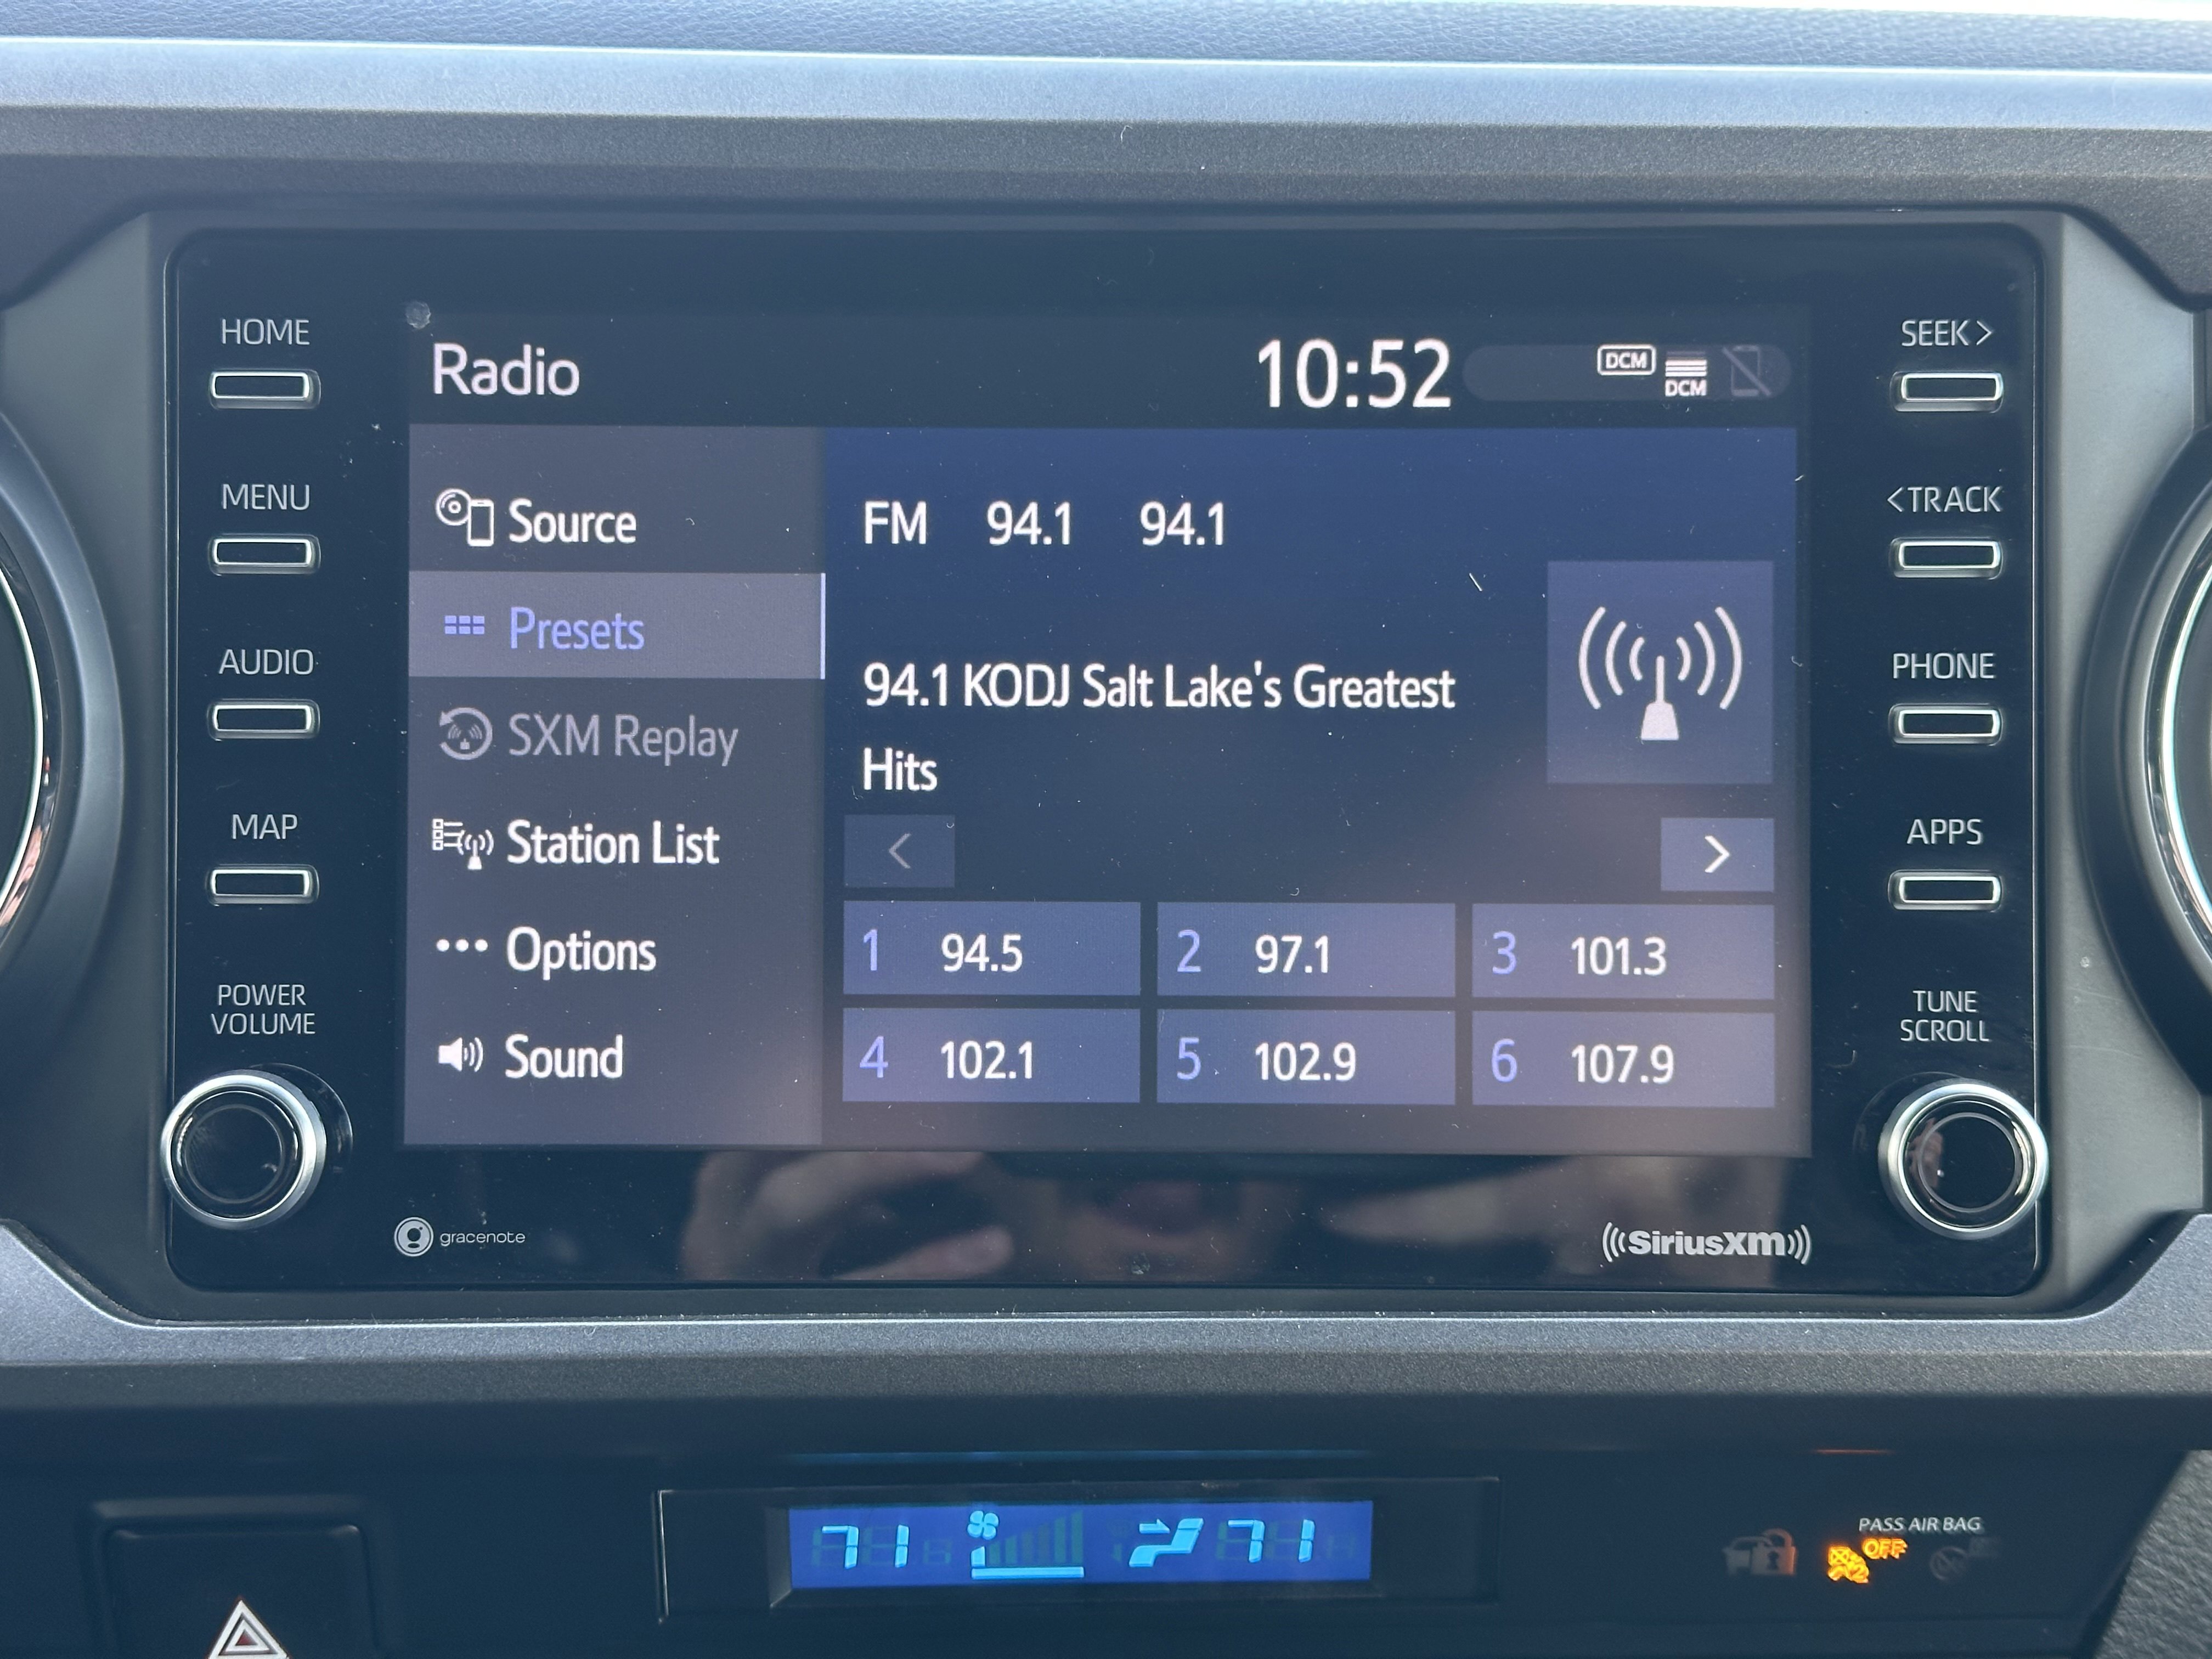 HOME
MENU
AUDIO
MAP
POWER
VOLUME
Radio
10:52
DCM
DCM
Source
Presets
SXM Replay
Station List
Options
Sound
FM 94.1 94.1
94.1 KODJ Salt Lake's Greatest
Hits
< >
1 94.5 2 97.1 3 101.3
4 102.1 5 102.9 6 107.9
SEEK >
< TRACK
PHONE
APPS
TUNE
SCROLL
gracenote
SiriusXM
71 71
PASS AIR BAG
OFF